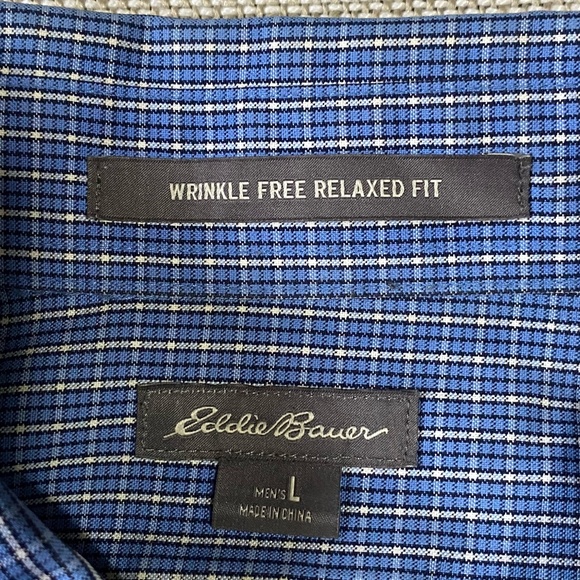 WRINKLE FREE RELAXED FIT
Eddie Bauer
MEN'S L
MADE IN CHINA